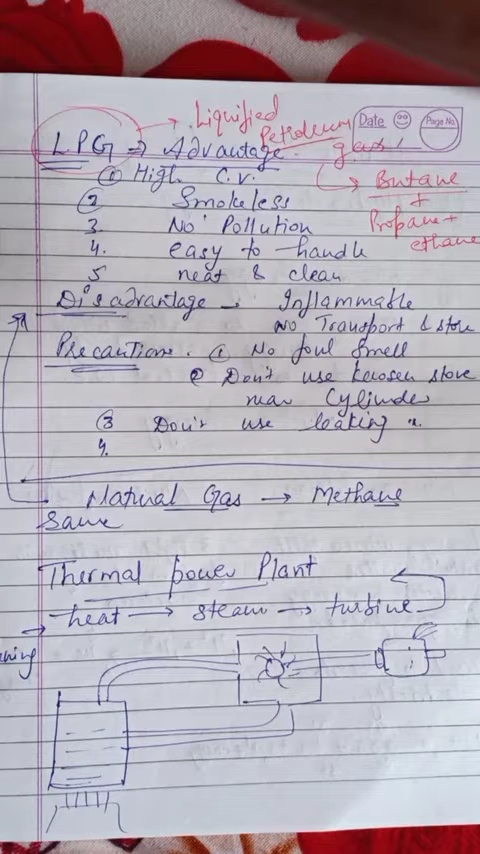 Date Page No.
Liquified
Petroleum
gas
LPG ⇒ Advantage
Butane
+
Propane +
ethane
① High C.V.
② Smokeless
3. No Pollution
4. easy to handle
5 neat & clean
Disadvantage → Inflammable
No Transport & store
Precautions. ① No foul Smell
② Don't use kerosen stove
near Cylinder
③ Don't use leaking ".
4.
Natural Gas → Methane
Same
Thermal power Plant
heat → steam → turbine